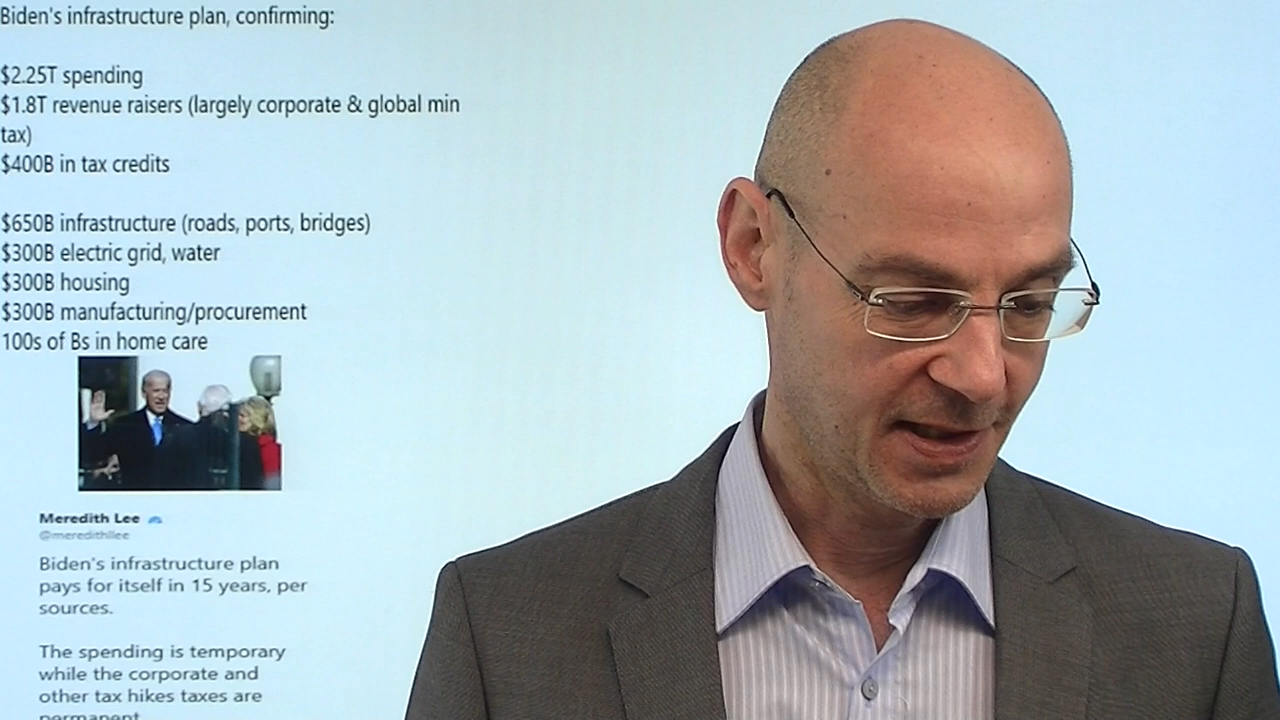 Biden's infrastructure plan, confirming:
$2.25T spending
$1.8T revenue raisers (largely corporate & global min
tax)
$400B in tax credits
$650B infrastructure (roads, ports, bridges)
$300B electric grid, water
$300B housing
$300B manufacturing/procurement
100s of Bs in home care
Meredith Lee
@meredithllee
Biden's infrastructure plan
pays for itself in 15 years, per
sources.
The spending is temporary
while the corporate and
other tax hikes taxes are
permanent